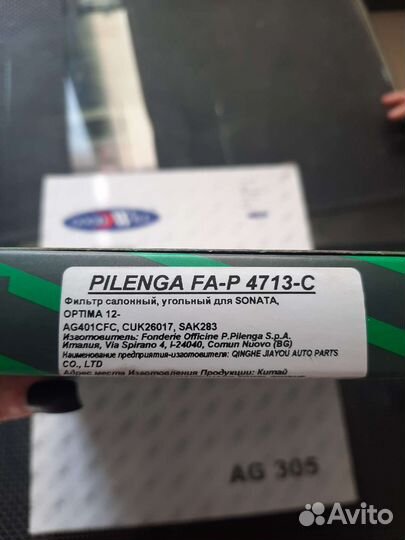 PILENGA FA-P 4713-C
Фильтр салонный, угольный для SONATA,
OPTIMA 12-
AG401CFC, CUK26017, SAK283
Изготовитель: Fonderie Officine P.Pilenga S.p.A.
Италия, Via Spirano 4, I-24040, Comun Nuovo (BG)
Наименование предприятия-изготовителя: QINGHE JIAYOU AUTO PARTS
CO., LTD
Адрес места Изготовления Продукции: Китай
AG 305
Avito